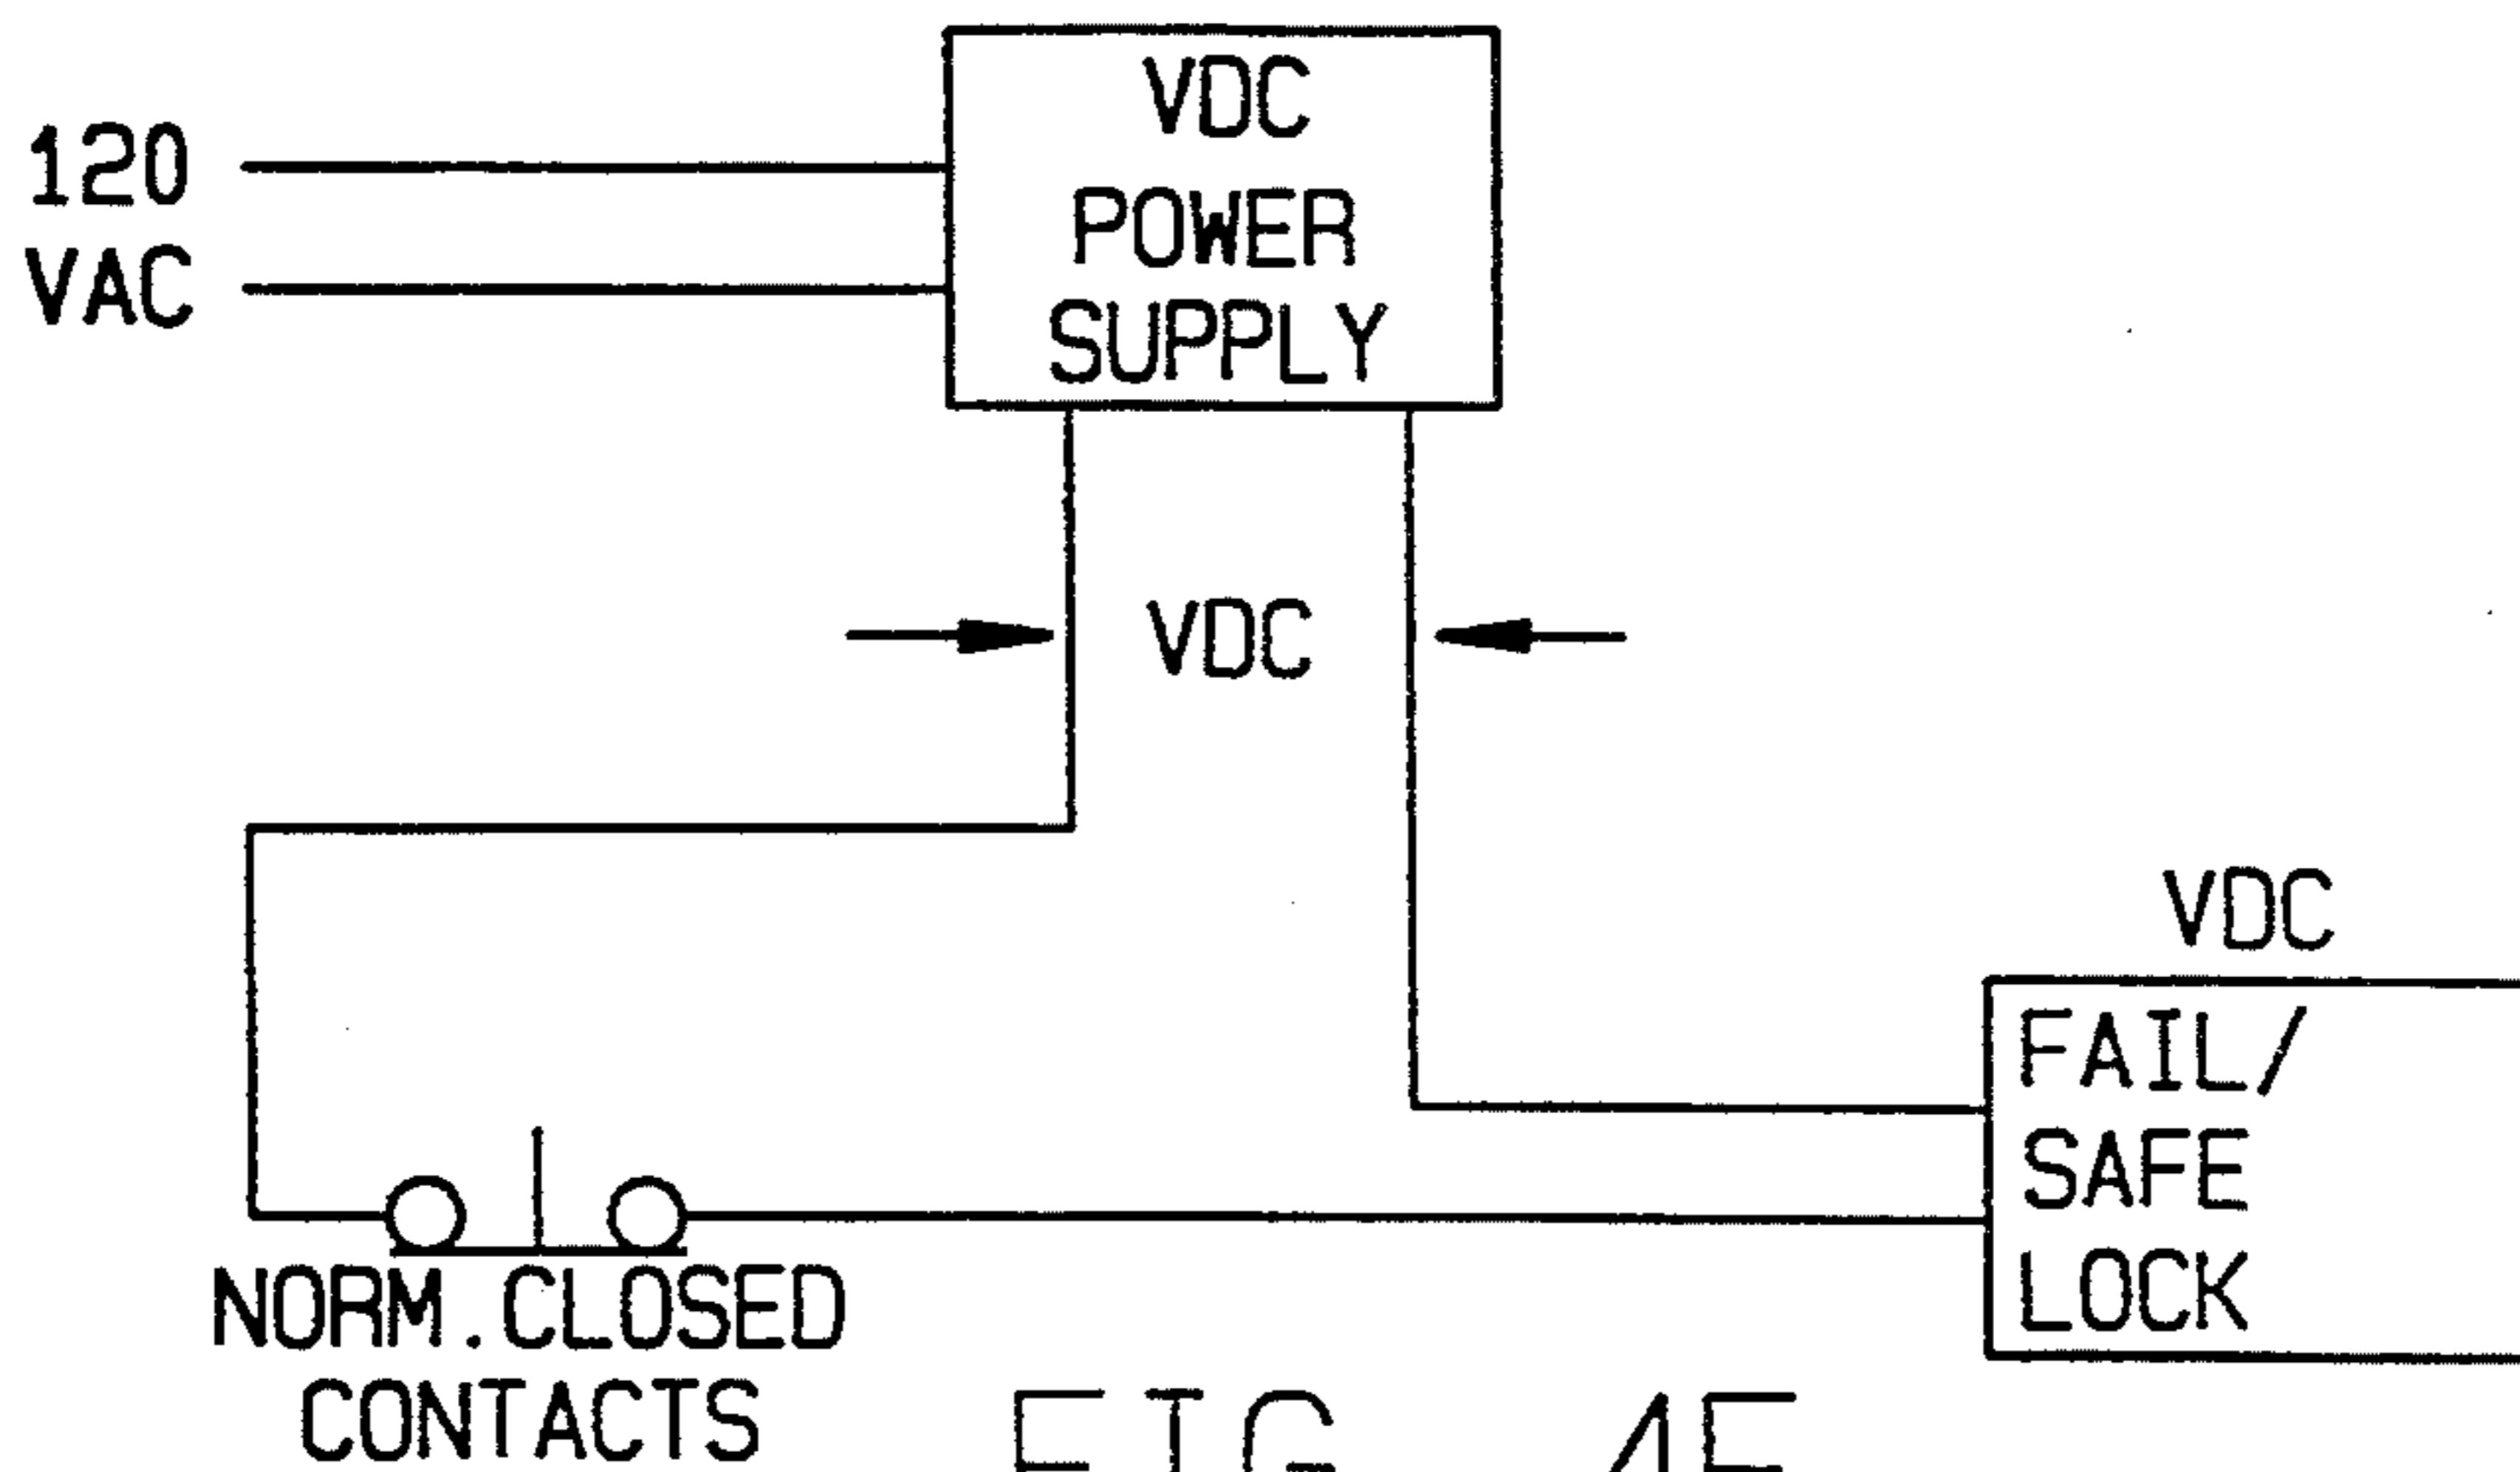 VDC
POWER
SUPPLY
120
VAC
VDC
VDC
FAIL/
SAFE
LOCK
NORM.CLOSED
CONTACTS